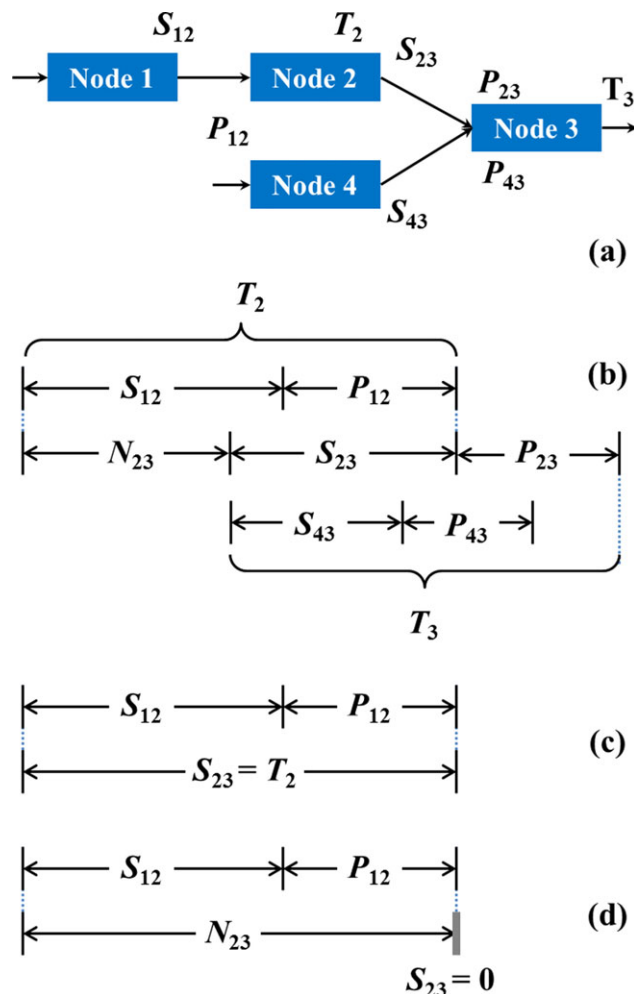 S12 T2 S23
Node 1 Node 2 P23 T3
P12 Node 3
Node 4 P43
S43
(a)
T2
(b)
S12 P12
N23 S23 P23
S43 P43
T3
S12 P12
(c)
S23 = T2
S12 P12
(d)
N23
S23 = 0